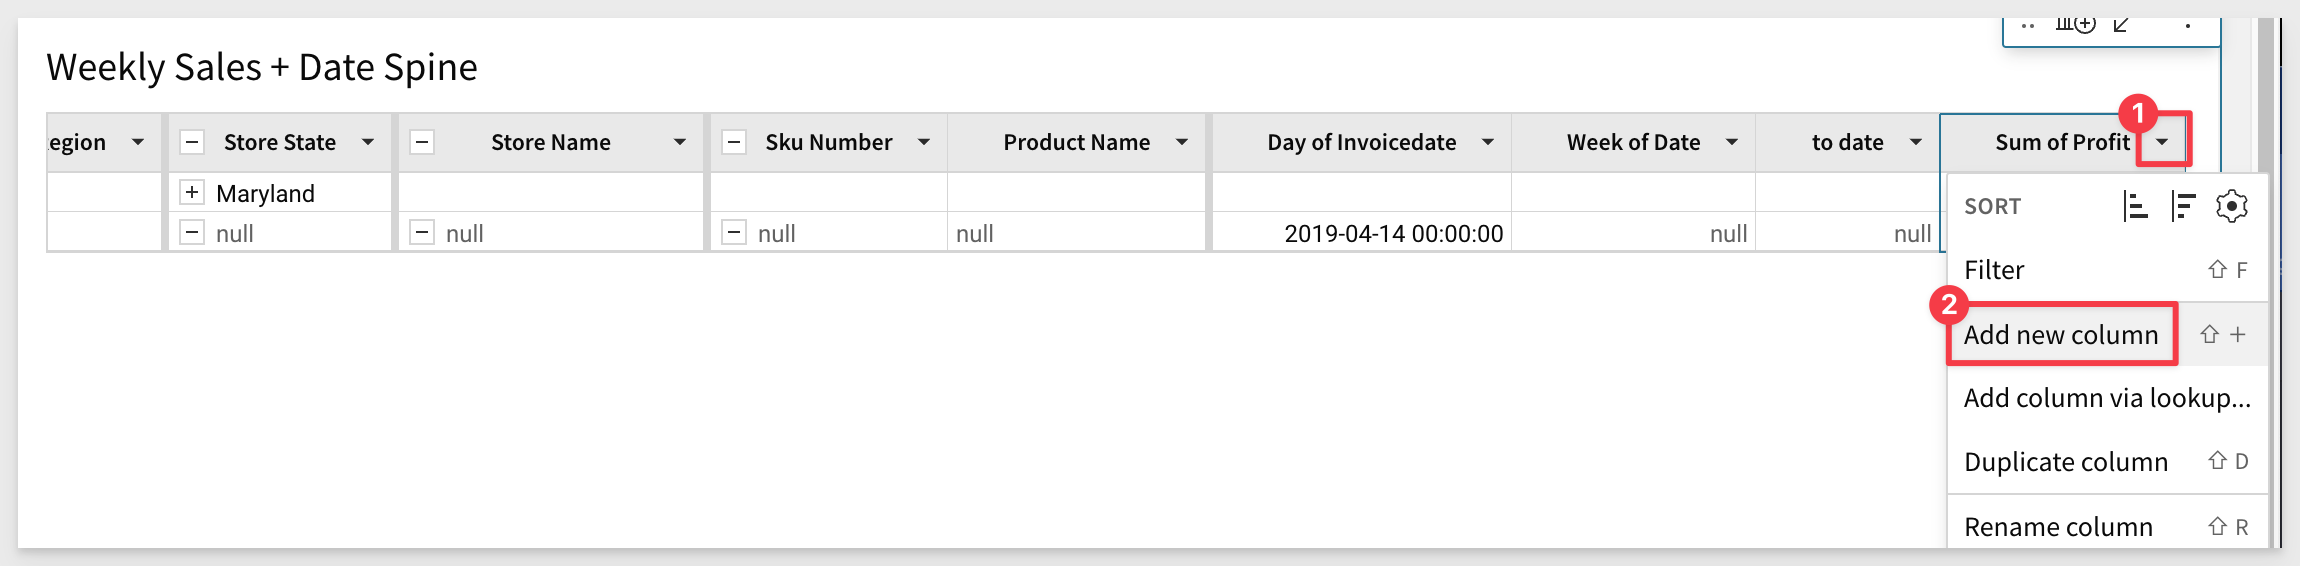 Weekly Sales + Date Spine
egion Store State Store Name Sku Number Product Name Day of Invoicedate Week of Date to date Sum of Profit 1
Maryland
null null null null 2019-04-14 00:00:00 null null
SORT
Filter ⇧ F
2
Add new column ⇧ +
Add column via lookup...
Duplicate column ⇧ D
Rename column ⇧ R